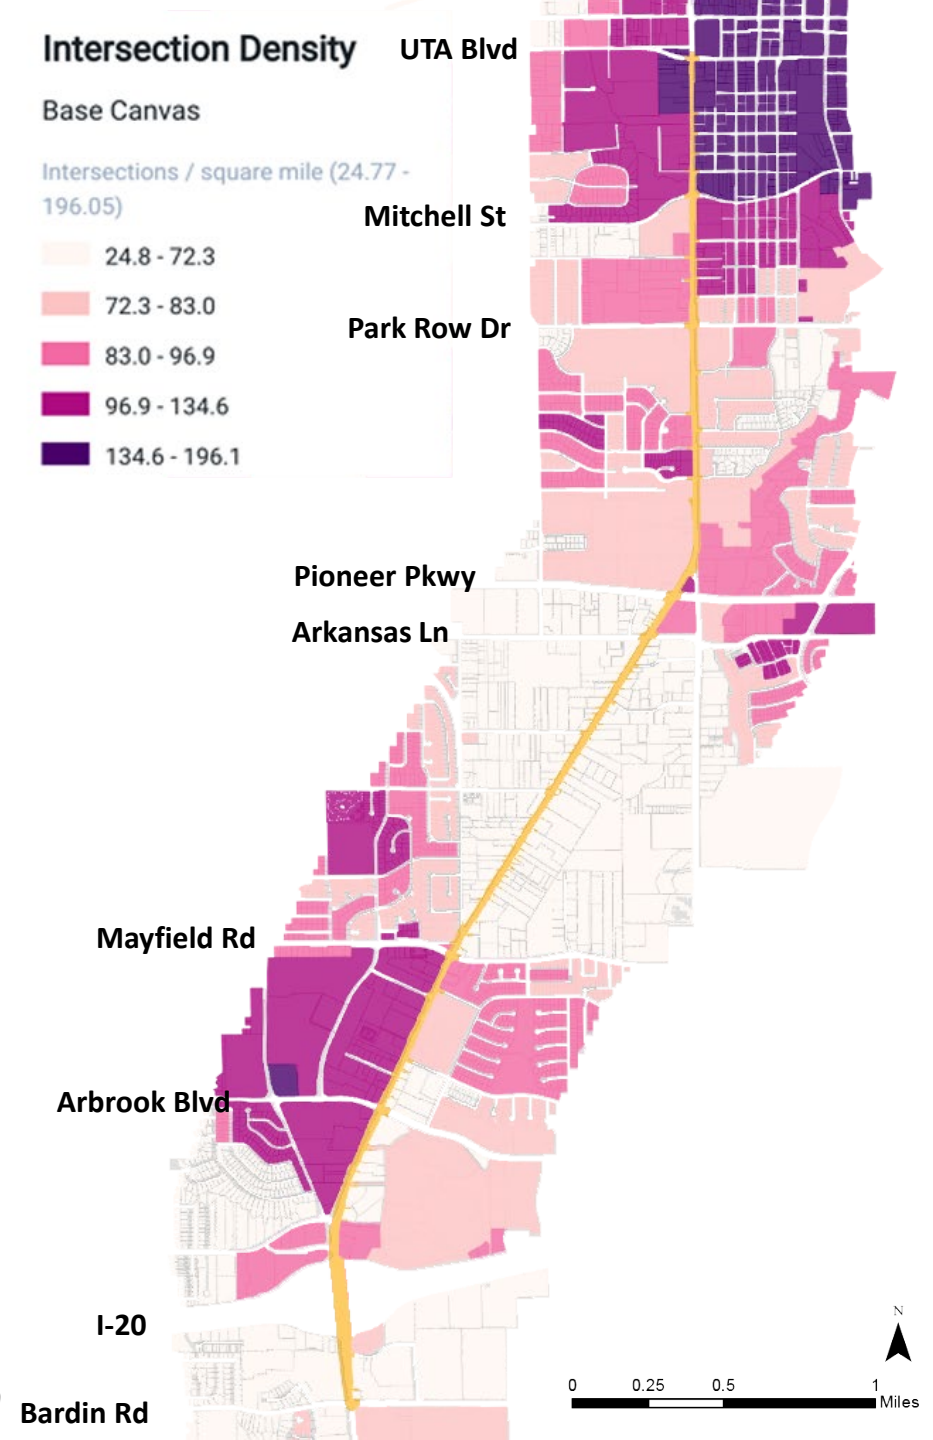 Intersection Density
Base Canvas
Intersections / square mile (24.77 -
196.05)
24.8 - 72.3
72.3 - 83.0
83.0 - 96.9
96.9 - 134.6
134.6 - 196.1
UTA Blvd
Mitchell St
Park Row Dr
Pioneer Pkwy
Arkansas Ln
Mayfield Rd
Arbrook Blvd
I-20
Bardin Rd
N
0 0.25 0.5 1
Miles